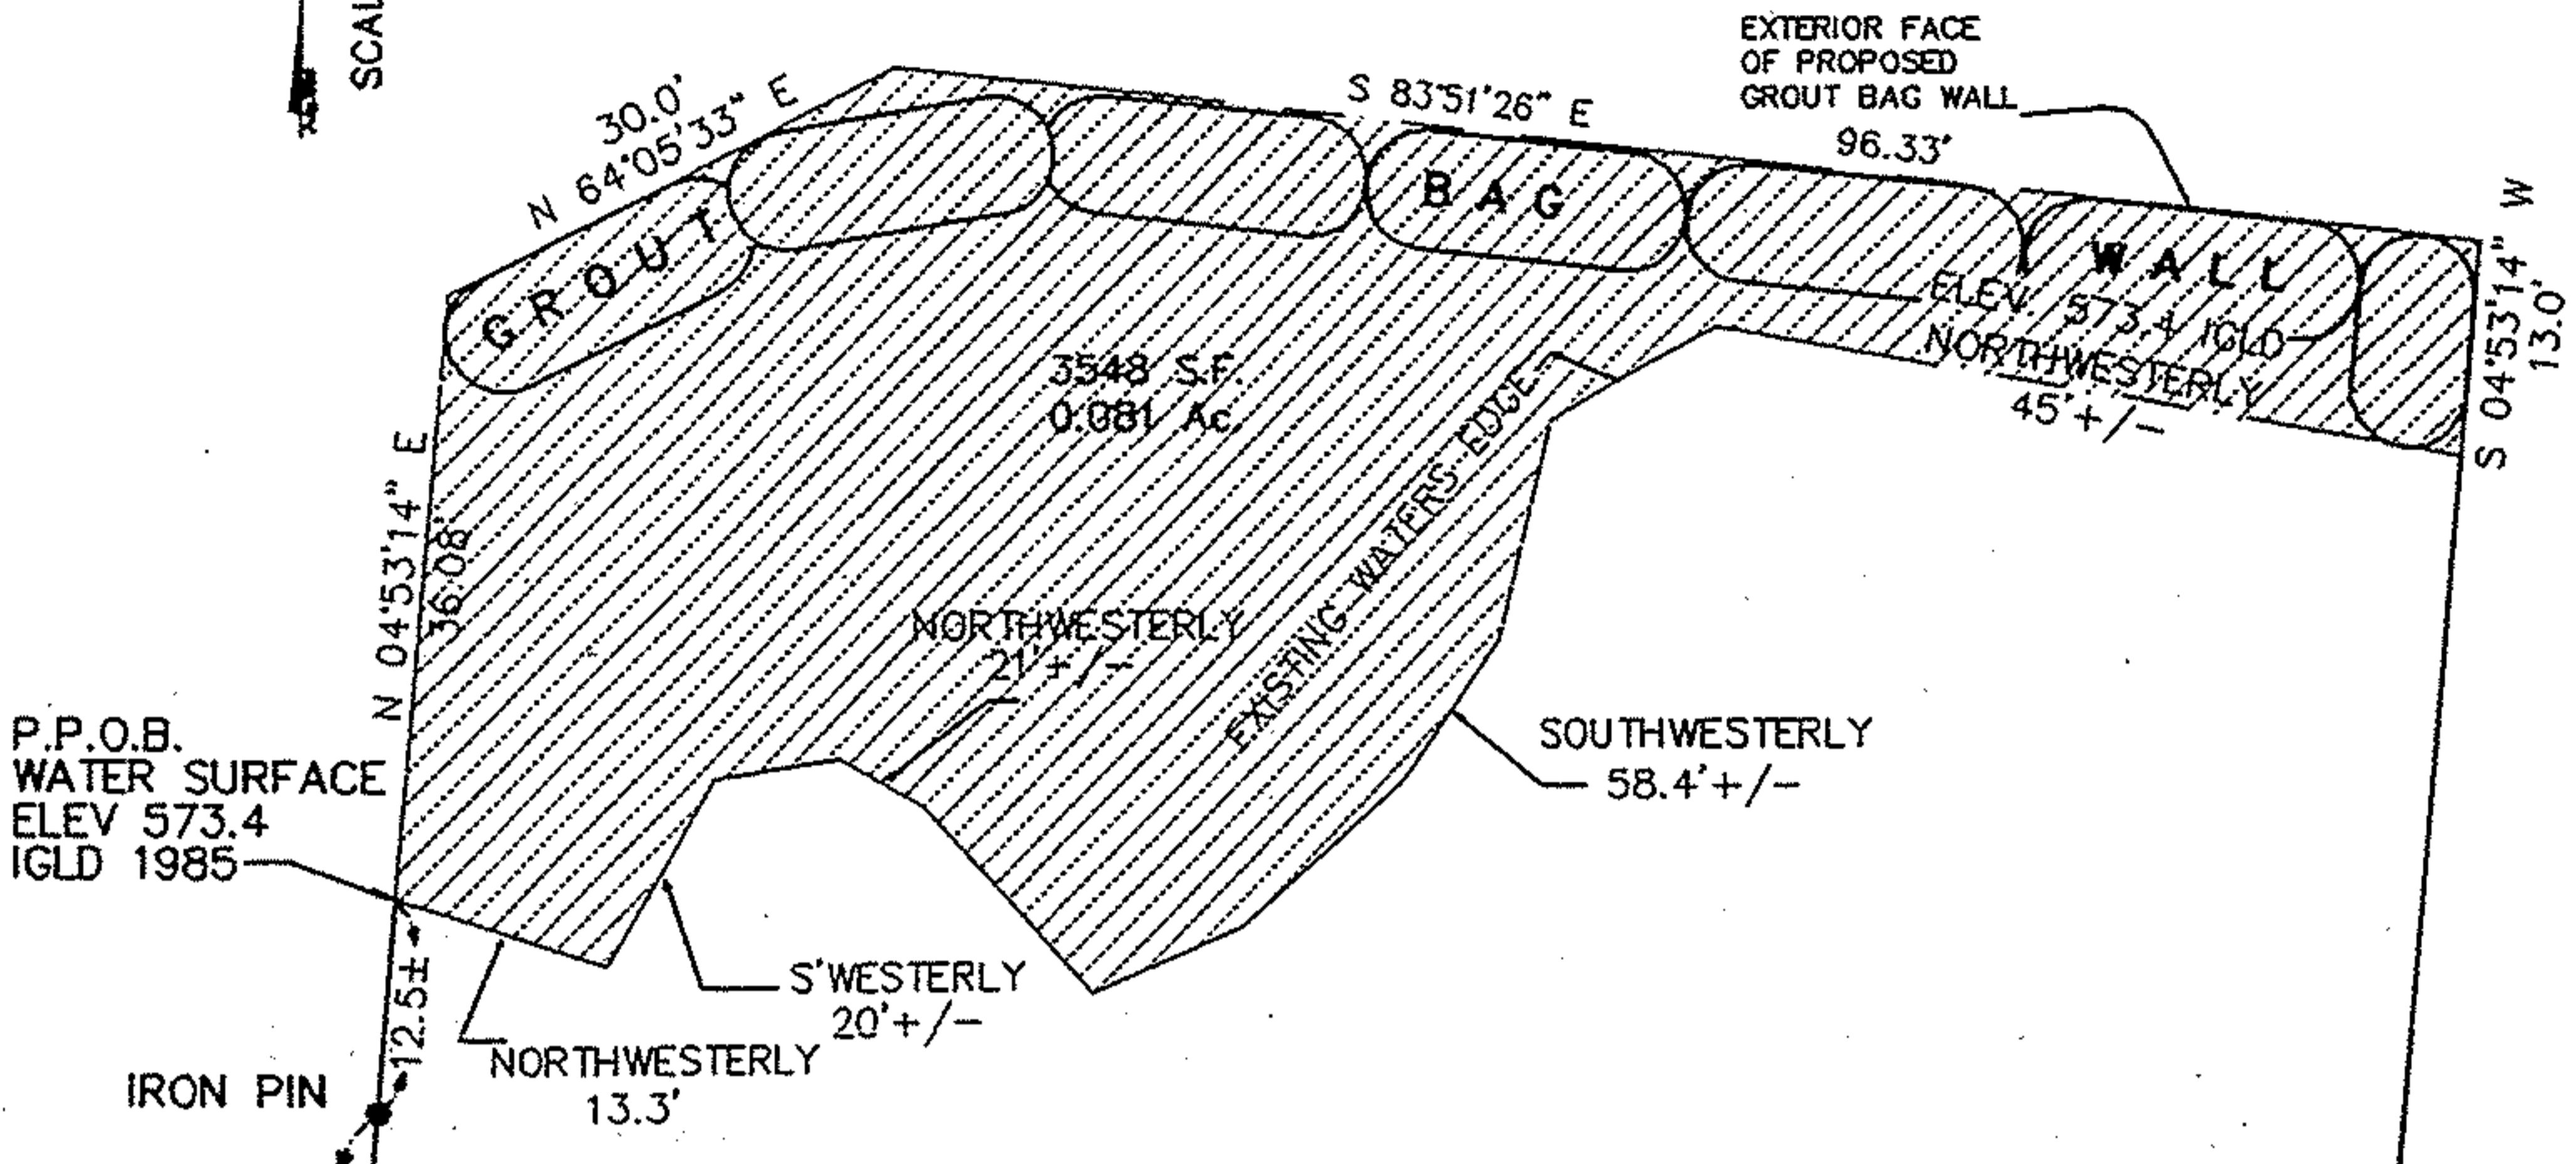 SCAL
EXTERIOR FACE
OF PROPOSED
GROUT BAG WALL
30.0'
N 64°05'33" E
S 83°51'26" E
96.33'
GROUT
BAG
WALL
S 04°53'14" W
13.0'
ELEV. 573.4 IGLD
NORTHWESTERLY
45'+/-
3548 S.F.
0.081 Ac.
EXISTING WATERS EDGE
N 04°53'14" E
36.08'
NORTHWESTERLY
21'+/-
P.P.O.B.
WATER SURFACE
ELEV 573.4
IGLD 1985
SOUTHWESTERLY
58.4'+/-
S'WESTERLY
20'+/-
12.5±
NORTHWESTERLY
13.3'
IRON PIN